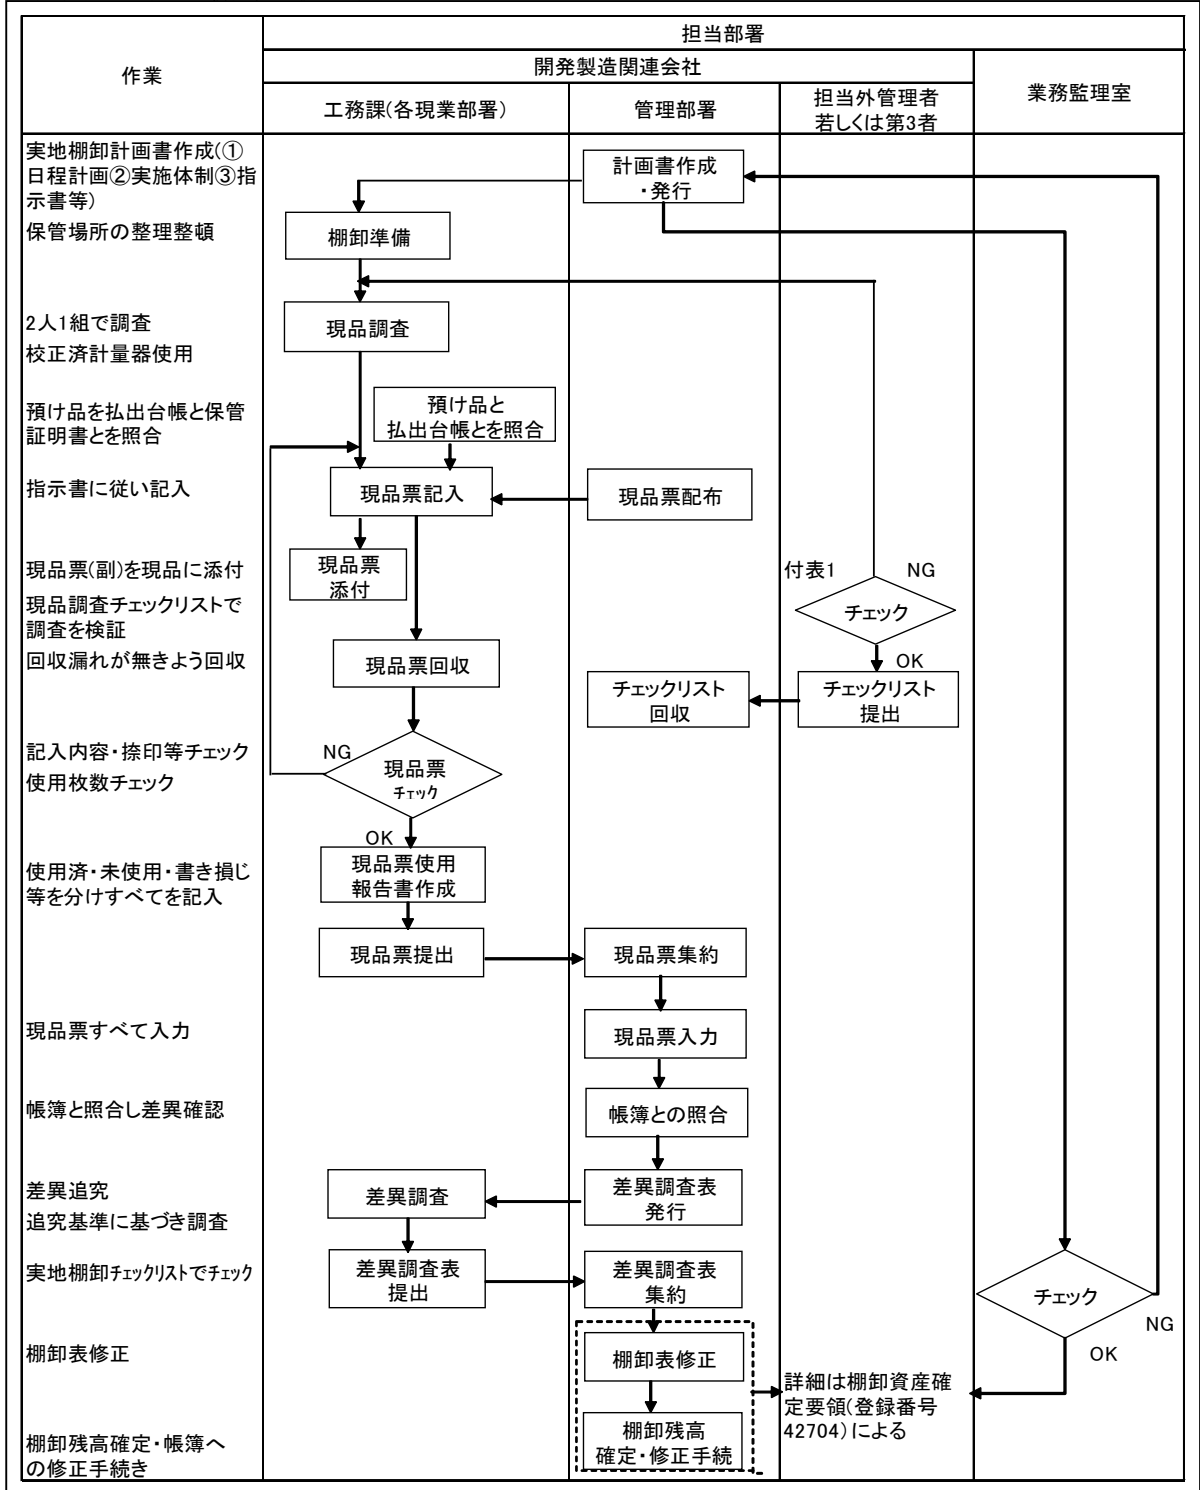 担当部署
作業
開発製造関連会社
業務監理室
工務課(各現業部署)
管理部署
担当外管理者
若しくは第3者
実地棚卸計画書作成(①
日程計画②実施体制③指
示書等)
計画書作成
・発行
保管場所の整理整頓
棚卸準備
2人1組で調査
現品調査
校正済計量器使用
預け品を払出台帳と保管
証明書とを照合
預け品と
払出台帳とを照合
指示書に従い記入
現品票記入
現品票配布
現品票(副)を現品に添付
現品票
添付
付表1
NG
チェック
現品調査チェックリストで
調査を検証
回収漏れが無きよう回収
現品票回収
OK
チェックリスト
回収
チェックリスト
提出
記入内容・捺印等チェック
NG
使用枚数チェック
現品票
チェック
OK
使用済・未使用・書き損じ
等を分けすべてを記入
現品票使用
報告書作成
現品票提出
現品票集約
現品票すべて入力
現品票入力
帳簿と照合し差異確認
帳簿との照合
差異追究
差異調査
差異調査表
発行
追究基準に基づき調査
実地棚卸チェックリストでチェック
差異調査表
提出
差異調査表
集約
チェック
NG
OK
棚卸表修正
棚卸表修正
詳細は棚卸資産確
定要領(登録番号
42704)による
棚卸残高確定・帳簿へ
の修正手続き
棚卸残高
確定・修正手続